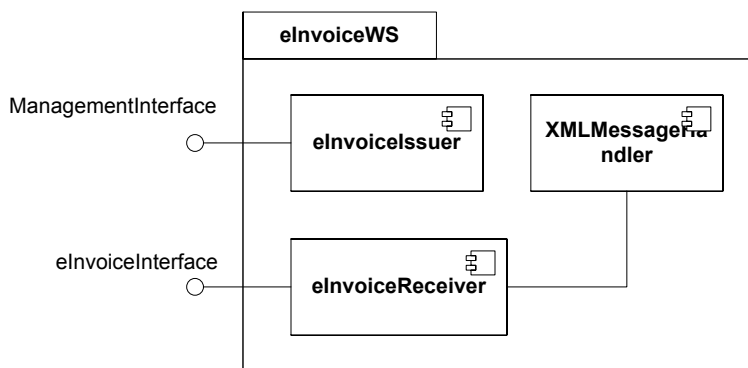 eInvoiceWS
ManagementInterface
eInvoiceIssuer
XMLMessageHa
ndler
eInvoiceInterface
eInvoiceReceiver